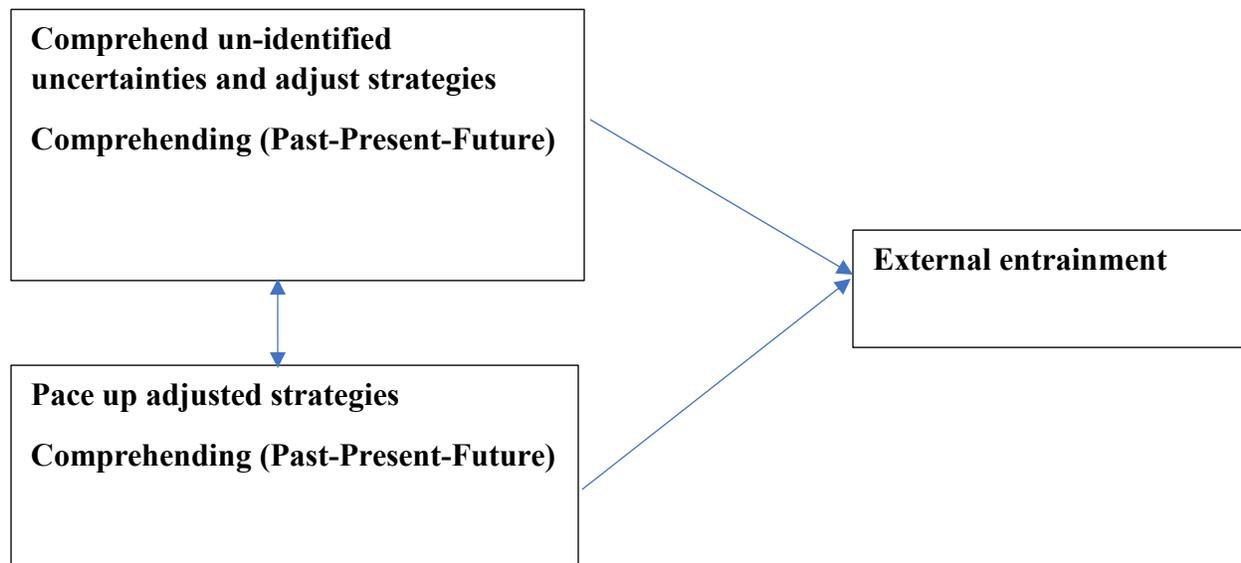 Comprehend un-identified
uncertainties and adjust strategies
Comprehending (Past-Present-Future)
External entrainment
Pace up adjusted strategies
Comprehending (Past-Present-Future)